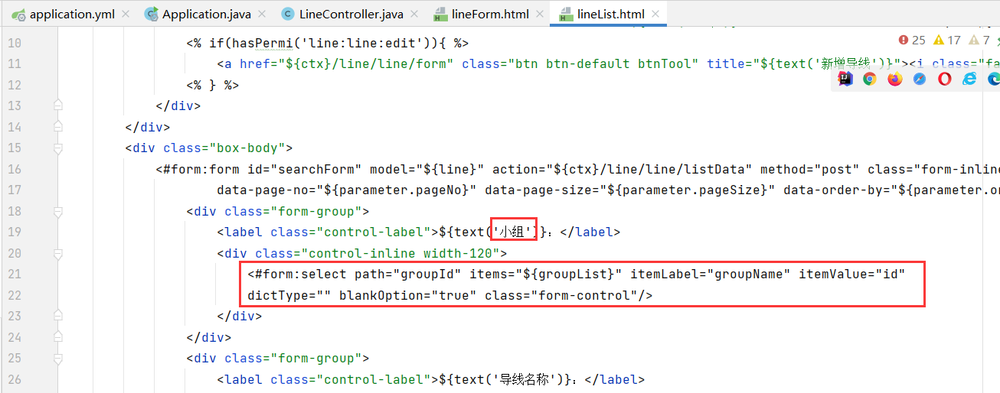 application.yml Application.java LineController.java lineForm.html lineList.html
25 17 7
10 <% if(hasPermi('line:line:edit')){ %>
11 <a href="${ctx}/line/line/form" class="btn btn-default btnTool" title="${text('新增导线')}"><i class="fa
12 <% } %>
13 </div>
14 </div>
15 <div class="box-body">
16 <#form:form id="searchForm" model="${line}" action="${ctx}/line/line/listData" method="post" class="form-inline
17 data-page-no="${parameter.pageNo}" data-page-size="${parameter.pageSize}" data-order-by="${parameter.or
18 <div class="form-group">
19 <label class="control-label">${text('小组')}：</label>
20 <div class="control-inline width-120">
21 <#form:select path="groupId" items="${groupList}" itemLabel="groupName" itemValue="id"
22 dictType="" blankOption="true" class="form-control"/>
23 </div>
24 </div>
25 <div class="form-group">
26 <label class="control-label">${text('导线名称')}：</label>